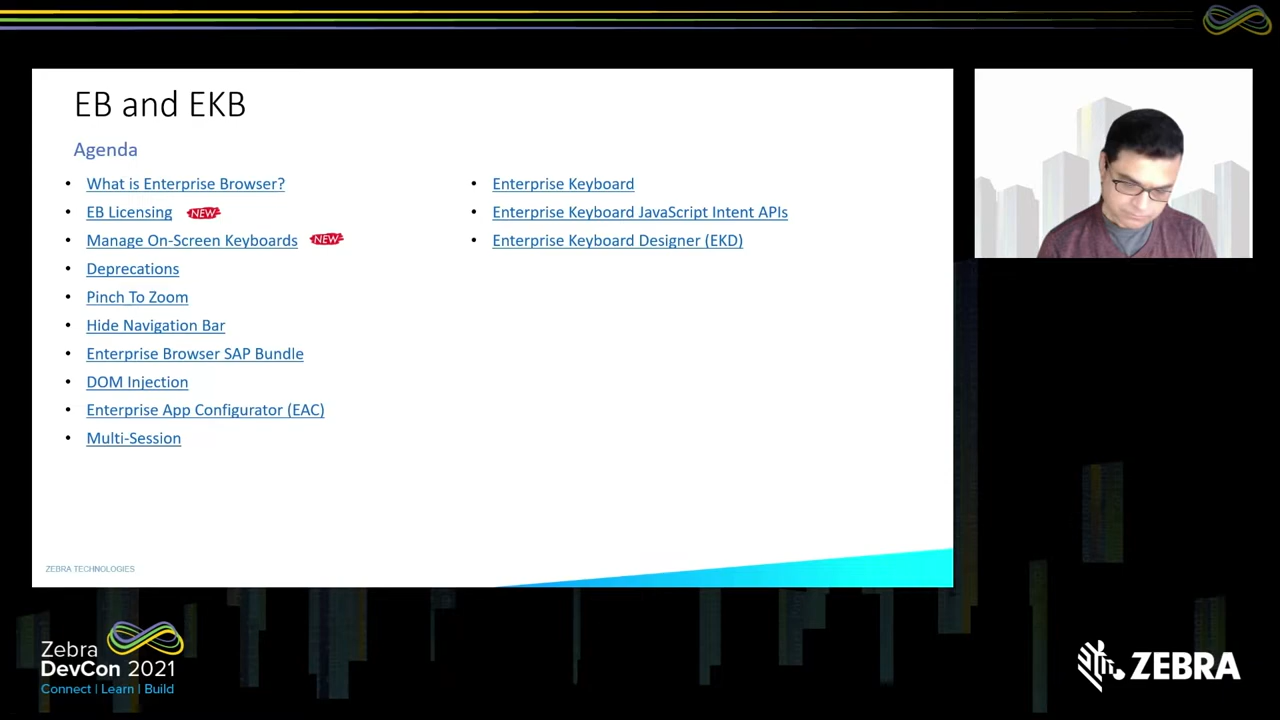 EB and EKB
Agenda
• What is Enterprise Browser?
• EB Licensing NEW
• Manage On-Screen Keyboards NEW
• Deprecations
• Pinch To Zoom
• Hide Navigation Bar
• Enterprise Browser SAP Bundle
• DOM Injection
• Enterprise App Configurator (EAC)
• Multi-Session
• Enterprise Keyboard
• Enterprise Keyboard JavaScript Intent APIs
• Enterprise Keyboard Designer (EKD)
ZEBRA TECHNOLOGIES
Zebra
DevCon 2021
Connect | Learn | Build
ZEBRA